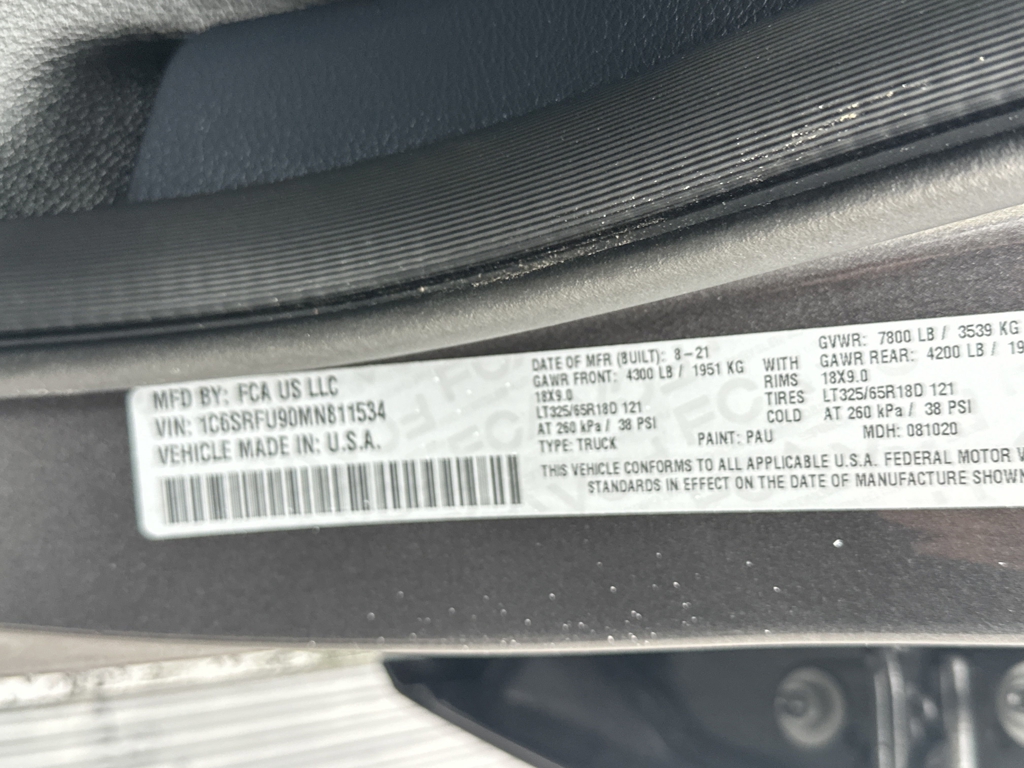 MFD BY: FCA US LLC
VIN: 1C6SRFU90MN811534
VEHICLE MADE IN: U.S.A.
DATE OF MFR (BUILT): 8-21
GAWR FRONT: 4300 LB / 1951 KG
18X9.0
LT325/65R18D 121
AT 260 kPa / 38 PSI
TYPE: TRUCK
WITH
RIMS
TIRES
COLD
PAINT: PAU
GVWR: 7800 LB / 3539 KG
GAWR REAR: 4200 LB / 19
18X9.0
LT325/65R18D 121
AT 260 kPa / 38 PSI
MDH: 081020
THIS VEHICLE CONFORMS TO ALL APPLICABLE U.S.A. FEDERAL MOTOR V
STANDARDS IN EFFECT ON THE DATE OF MANUFACTURE SHOWN